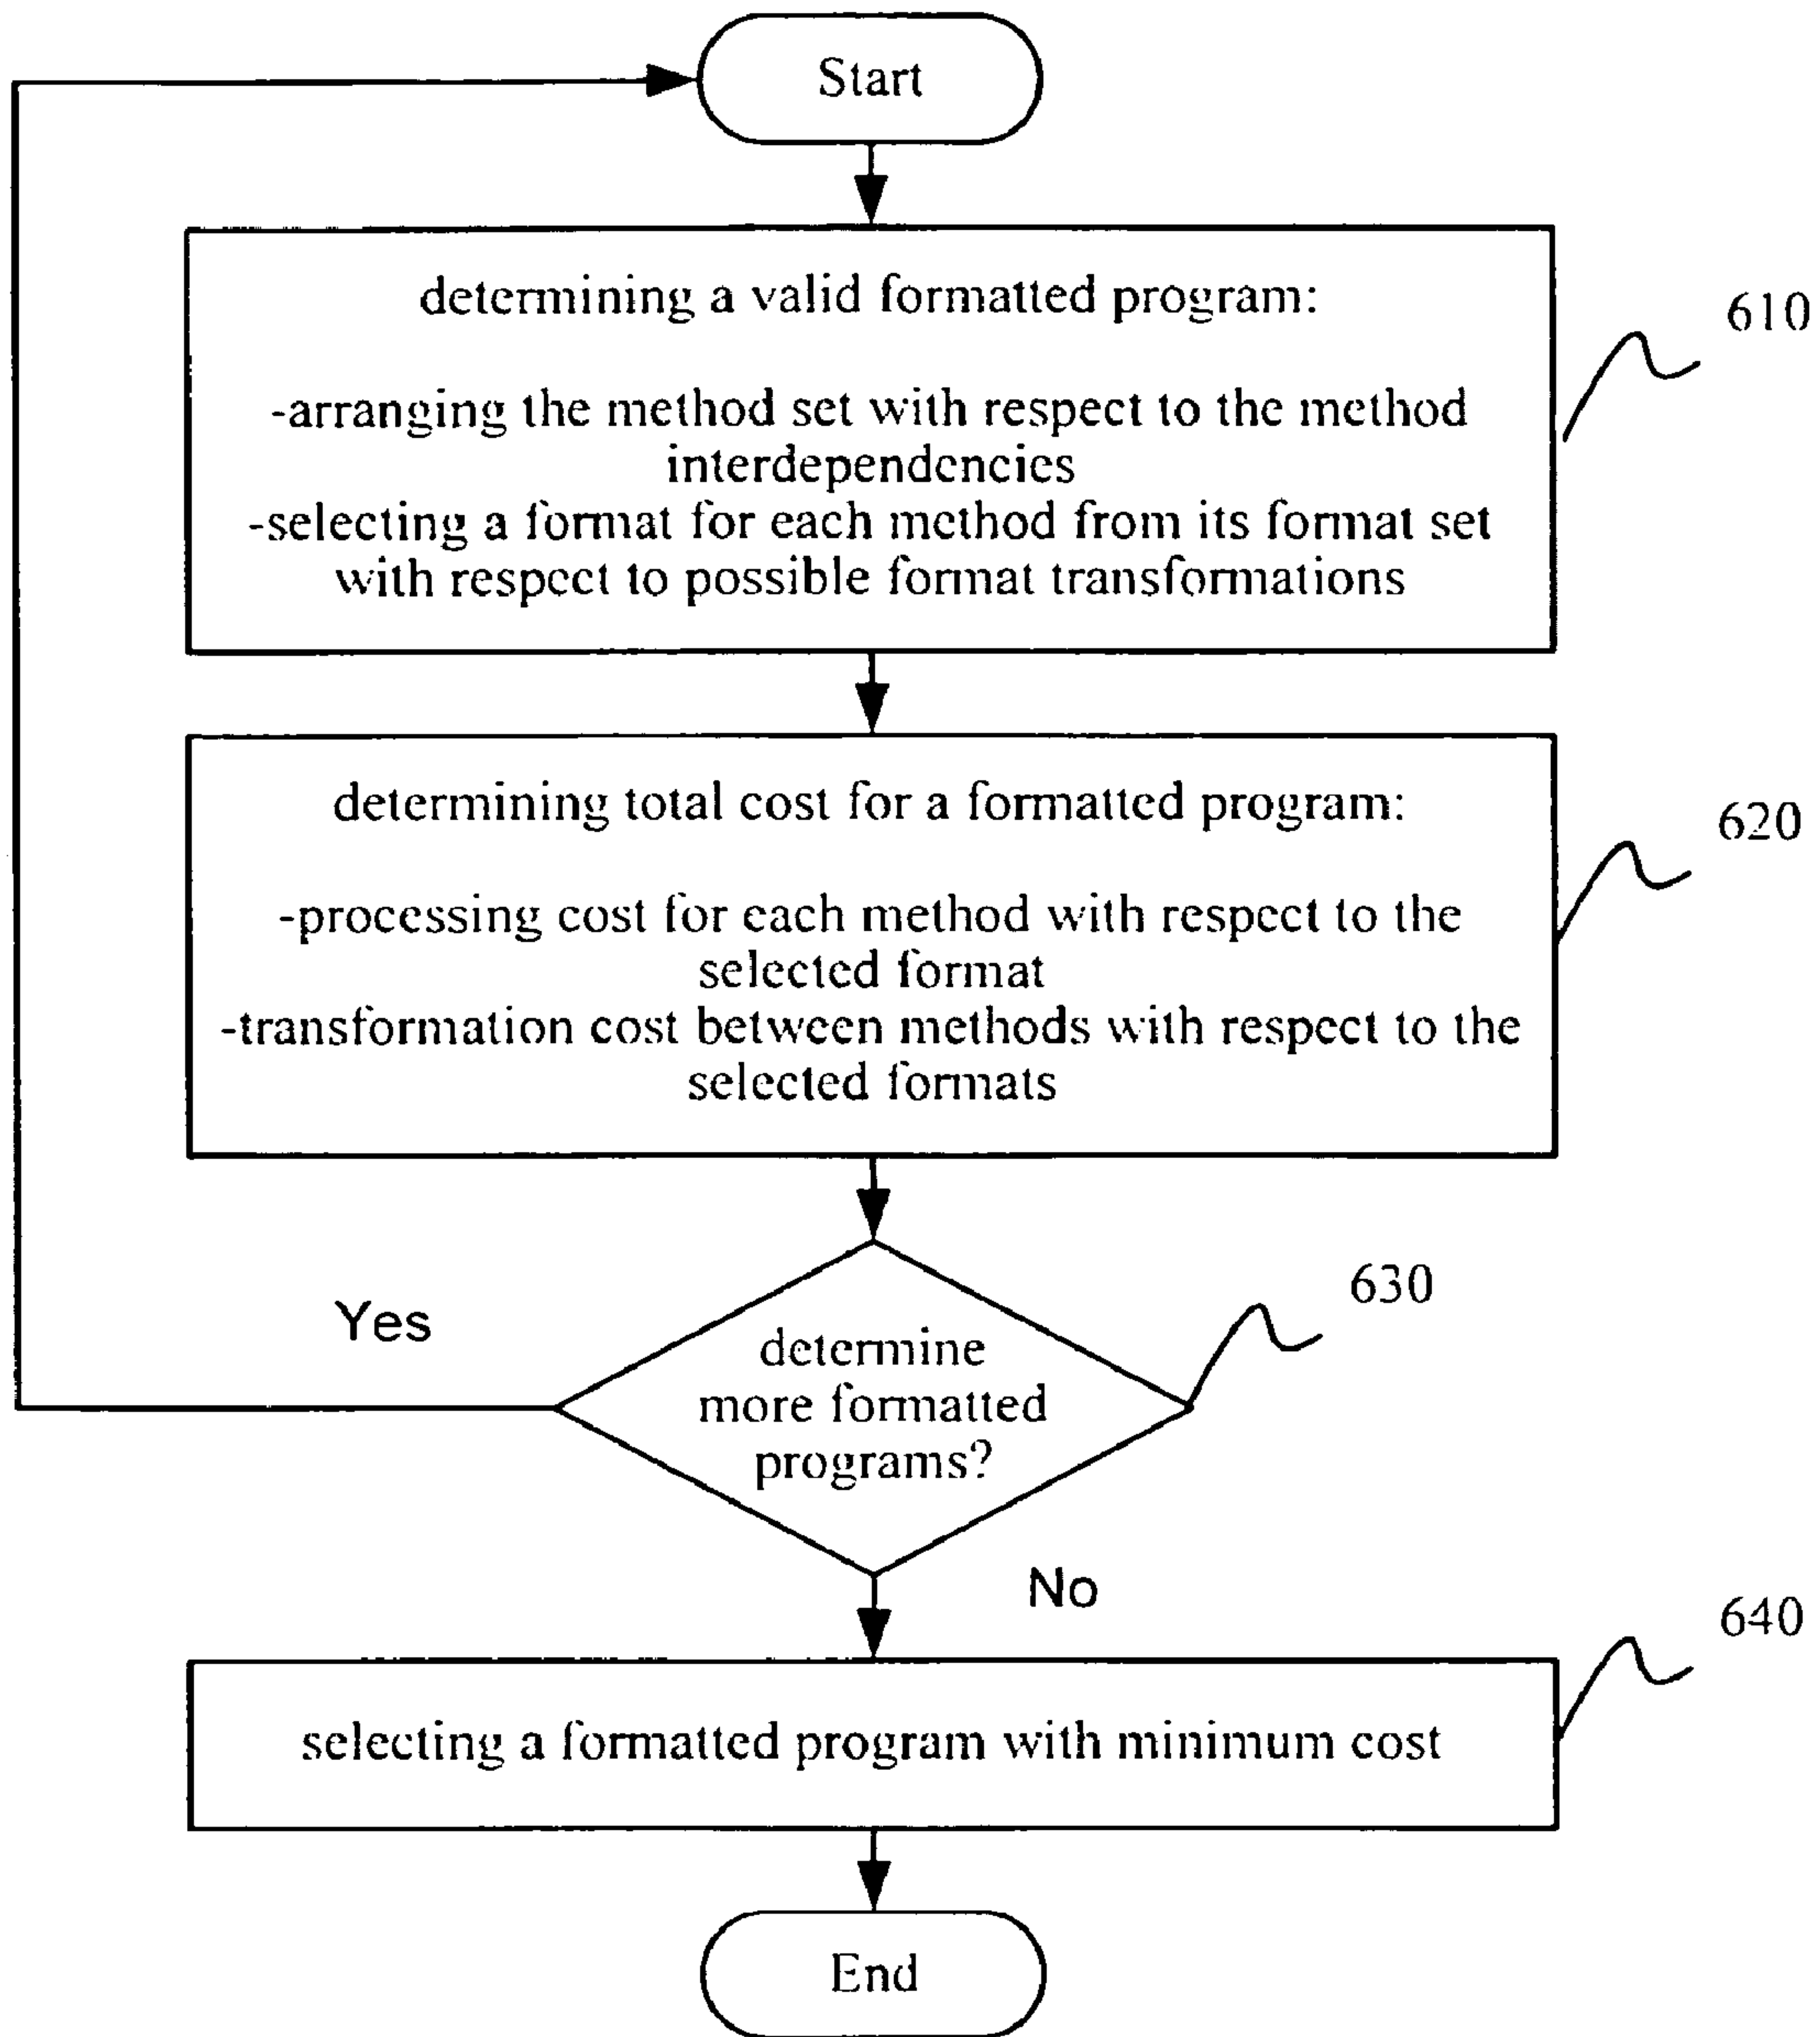 Start
determining a valid formatted program:
610
-arranging the method set with respect to the method
interdependencies
-selecting a format for each method from its format set
with respect to possible format transformations
determining total cost for a formatted program:
620
-processing cost for each method with respect to the
selected format
-transformation cost between methods with respect to the
selected formats
630
Yes
determine
more formatted
programs?
No
640
selecting a formatted program with minimum cost
End